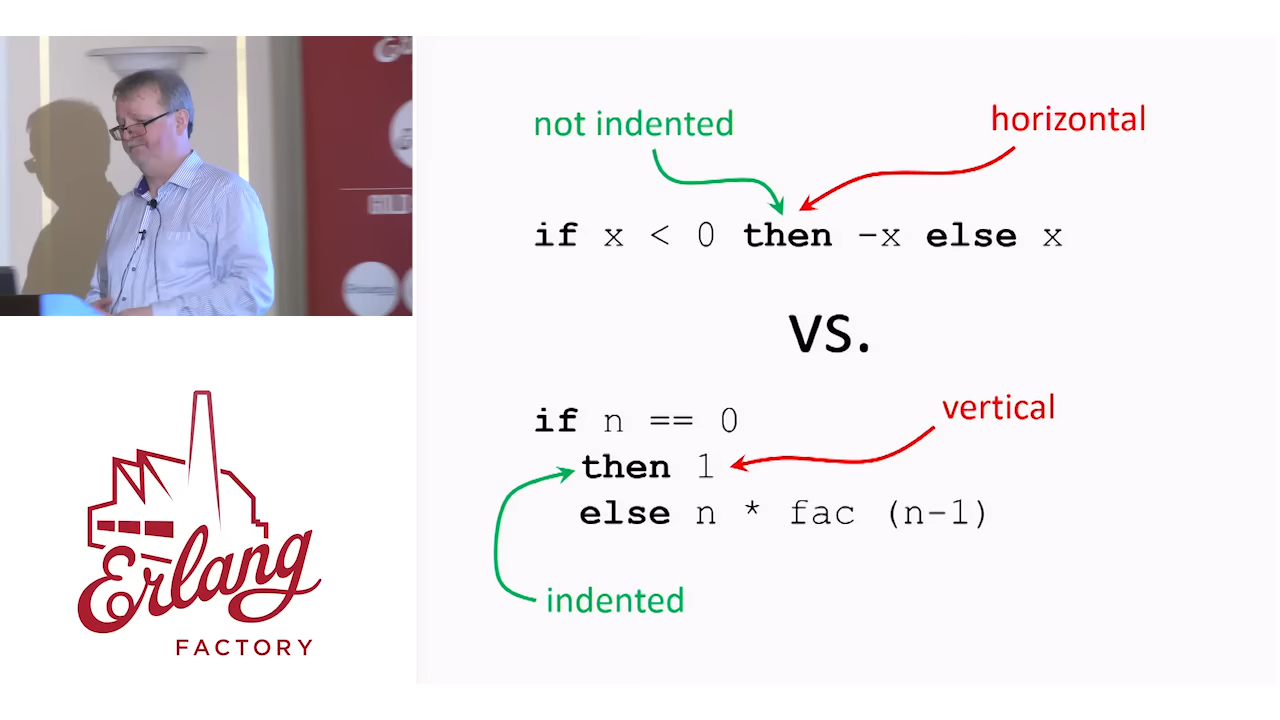 not indented
horizontal
if x < 0 then -x else x
vs.
if n == 0
vertical
then 1
else n * fac (n-1)
indented
Erlang
FACTORY